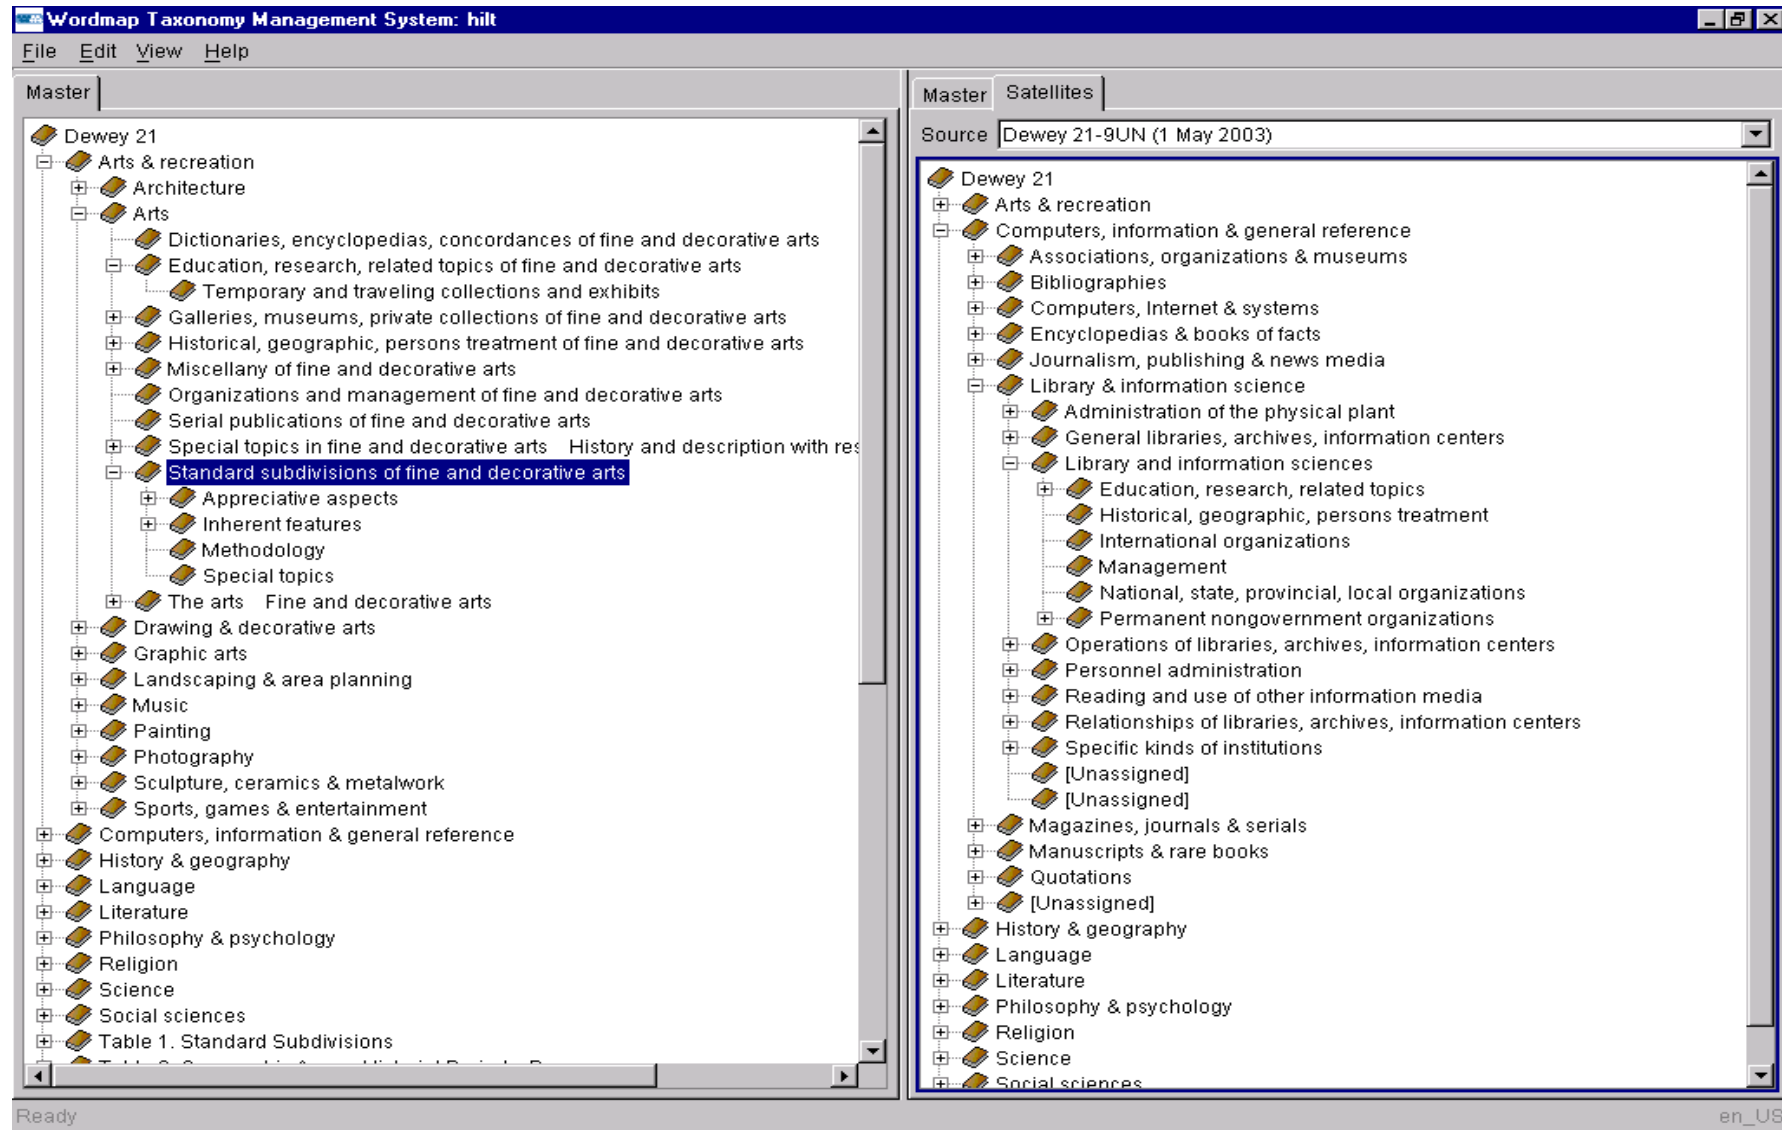 Wordmap Taxonomy Management System: hilt
File Edit View Help
Master
Dewey 21
Arts & recreation
Architecture
Arts
Dictionaries, encyclopedias, concordances of fine and decorative arts
Education, research, related topics of fine and decorative arts
Temporary and traveling collections and exhibits
Galleries, museums, private collections of fine and decorative arts
Historical, geographic, persons treatment of fine and decorative arts
Miscellany of fine and decorative arts
Organizations and management of fine and decorative arts
Serial publications of fine and decorative arts
Special topics in fine and decorative arts History and description with res
Standard subdivisions of fine and decorative arts
Appreciative aspects
Inherent features
Methodology
Special topics
The arts Fine and decorative arts
Drawing & decorative arts
Graphic arts
Landscaping & area planning
Music
Painting
Photography
Sculpture, ceramics & metalwork
Sports, games & entertainment
Computers, information & general reference
History & geography
Language
Literature
Philosophy & psychology
Religion
Science
Social sciences
Table 1. Standard Subdivisions
Master Satellites
Source Dewey 21-9UN (1 May 2003)
Dewey 21
Arts & recreation
Computers, information & general reference
Associations, organizations & museums
Bibliographies
Computers, Internet & systems
Encyclopedias & books of facts
Journalism, publishing & news media
Library & information science
Administration of the physical plant
General libraries, archives, information centers
Library and information sciences
Education, research, related topics
Historical, geographic, persons treatment
International organizations
Management
National, state, provincial, local organizations
Permanent nongovernment organizations
Operations of libraries, archives, information centers
Personnel administration
Reading and use of other information media
Relationships of libraries, archives, information centers
Specific kinds of institutions
[Unassigned]
[Unassigned]
Magazines, journals & serials
Manuscripts & rare books
Quotations
[Unassigned]
History & geography
Language
Literature
Philosophy & psychology
Religion
Science
Social sciences
Ready
en_US